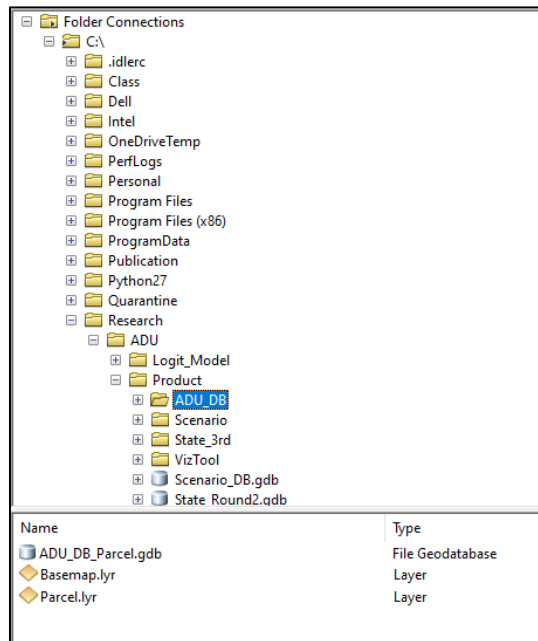 Folder Connections
C:\
.idlerc
Class
Dell
Intel
OneDriveTemp
PerfLogs
Personal
Program Files
Program Files (x86)
ProgramData
Publication
Python27
Quarantine
Research
ADU
Logit_Model
Product
ADU_DB
Scenario
State_3rd
VizTool
Scenario_DB.gdb
State_Round2.gdb
Name Type
ADU_DB_Parcel.gdb File Geodatabase
Basemap.lyr Layer
Parcel.lyr Layer